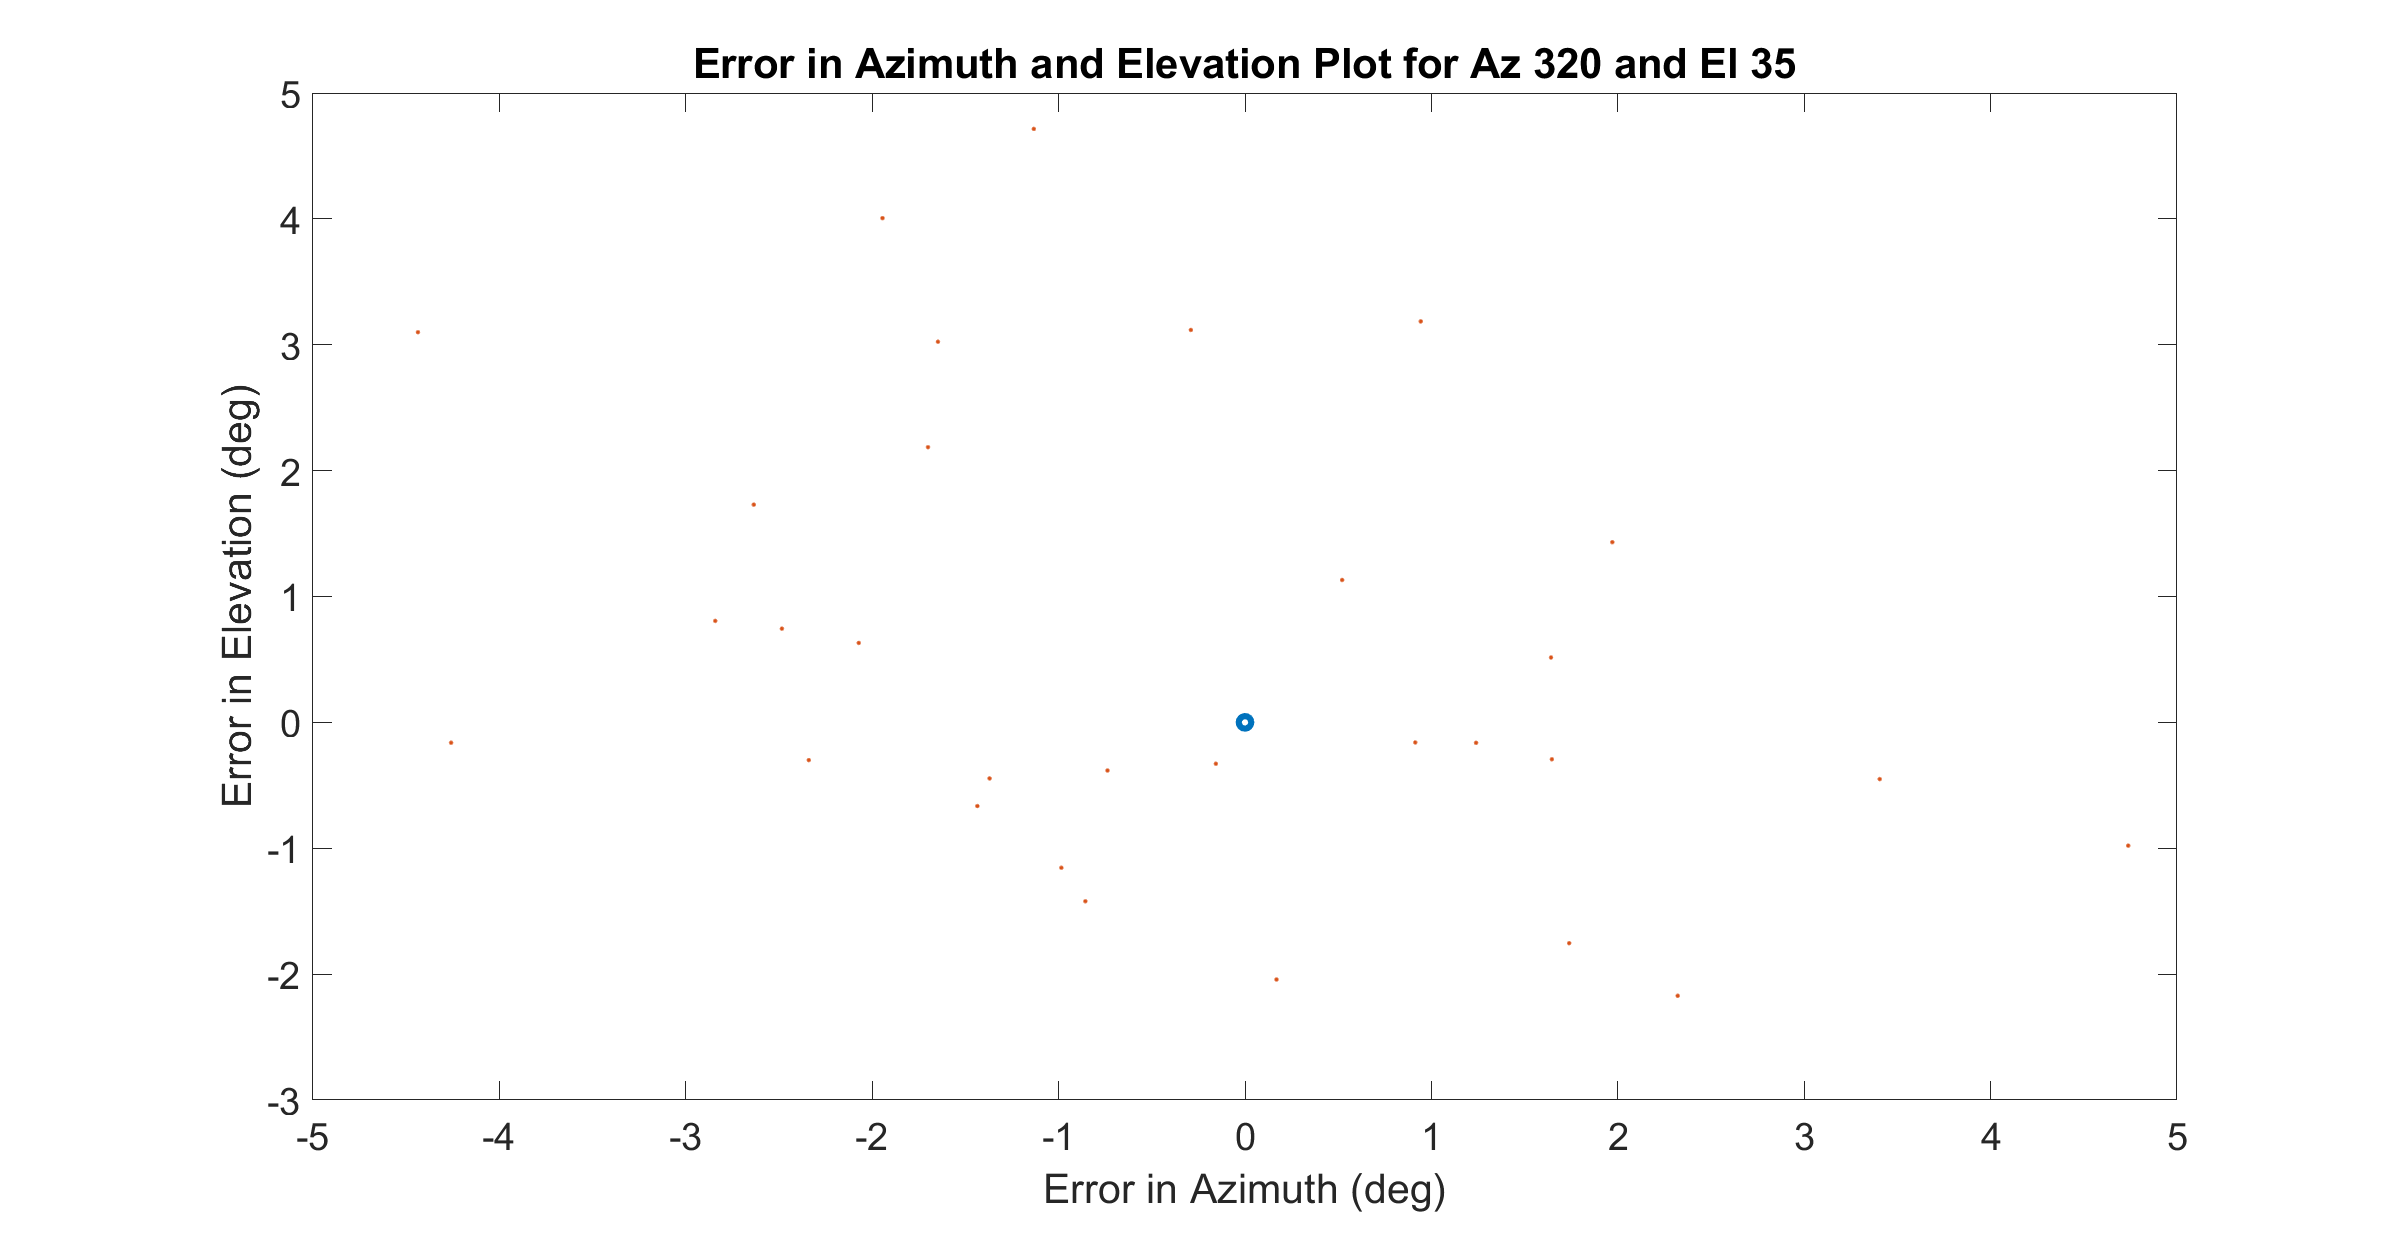 Error in Azimuth and Elevation Plot for Az 320 and El 35
5
4
3
2
1
0
-1
-2
-3
Error in Elevation (deg)
-5 -4 -3 -2 -1 0 1 2 3 4 5
Error in Azimuth (deg)